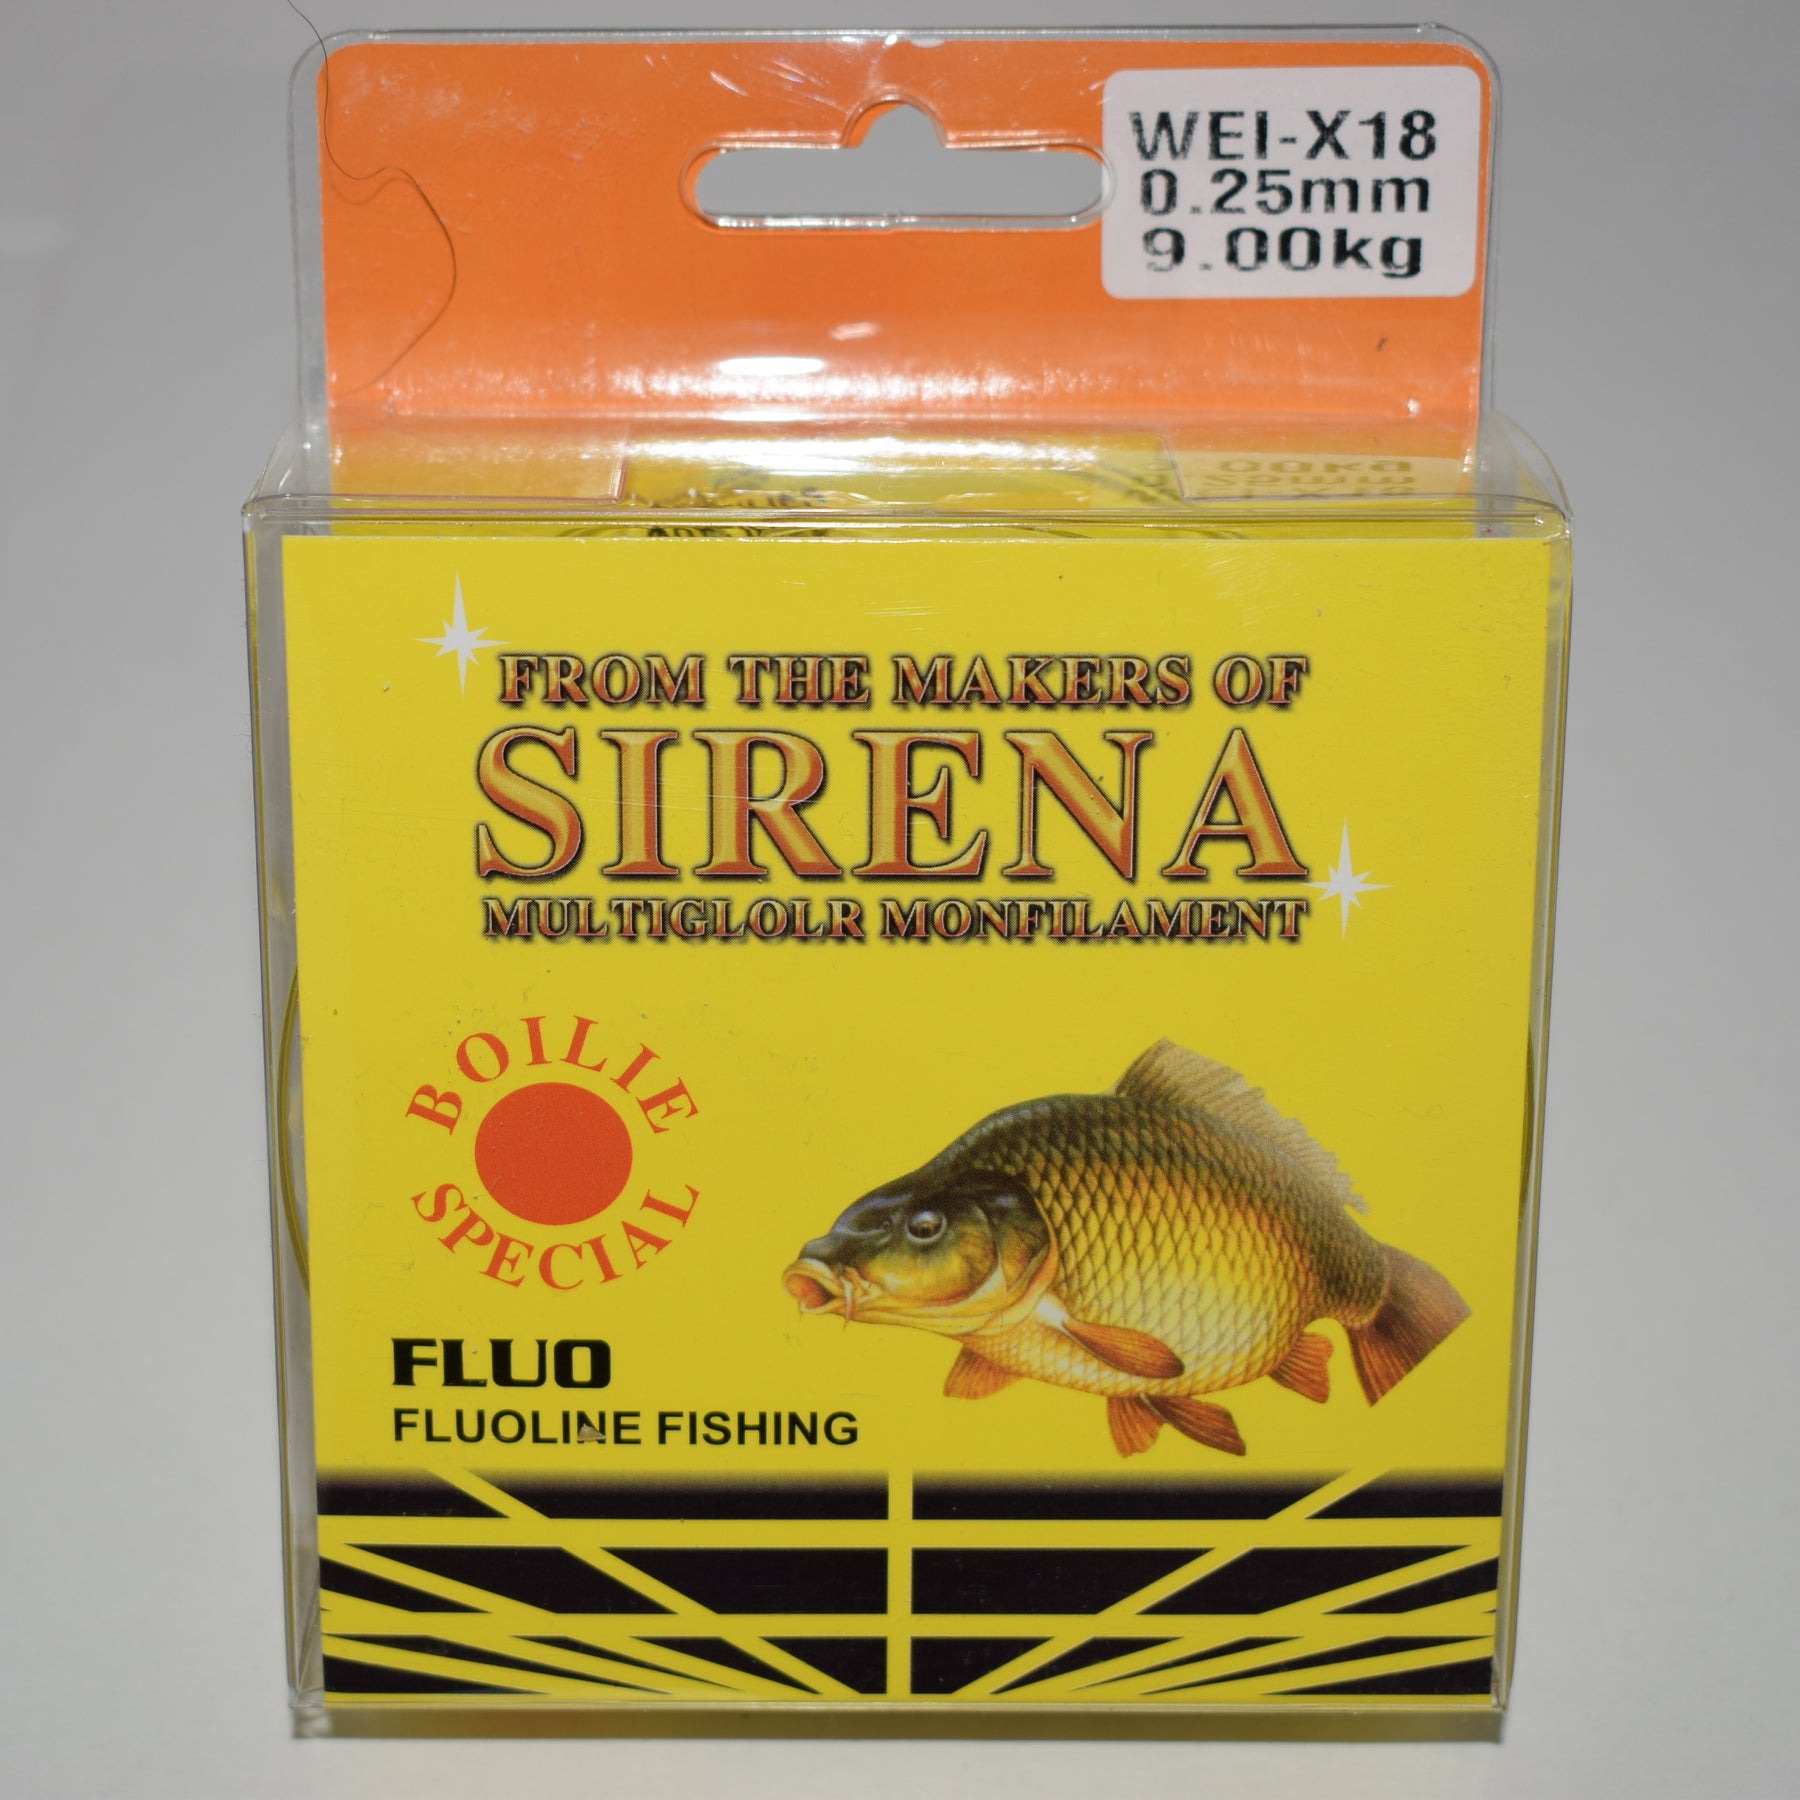 WEI-X18
0.25mm
9.00kg
FROM THE MAKERS OF
SIRENA
MULTIGLOLR MONFILAMENT
BOILIE
SPECIAL
FLUO
FLUOLINE FISHING